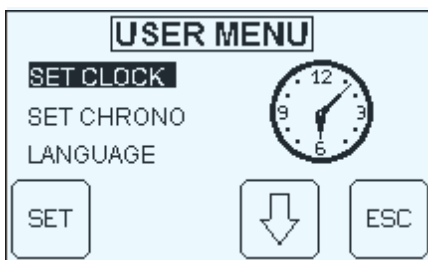 USER MENU
SET CLOCK
SET CHRONO
LANGUAGE
12
9
3
6
SET
ESC